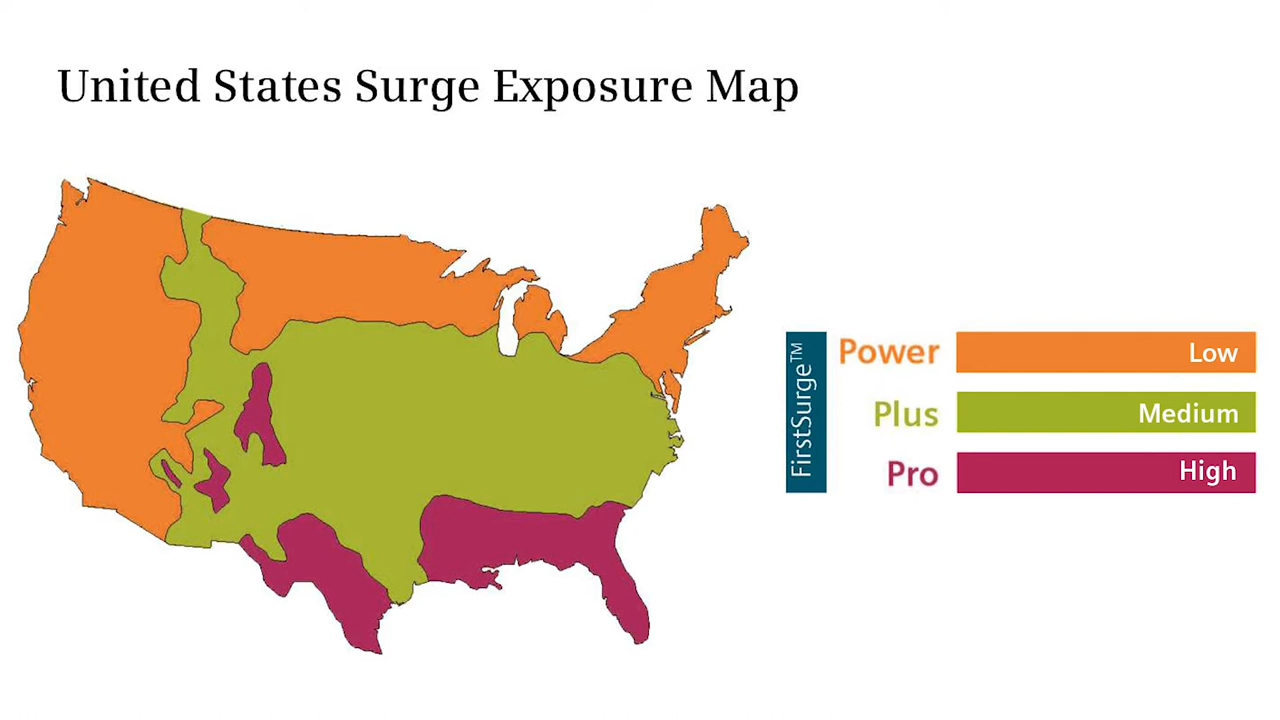 United States Surge Exposure Map
FirstSurge™
Power Low
Plus Medium
Pro High